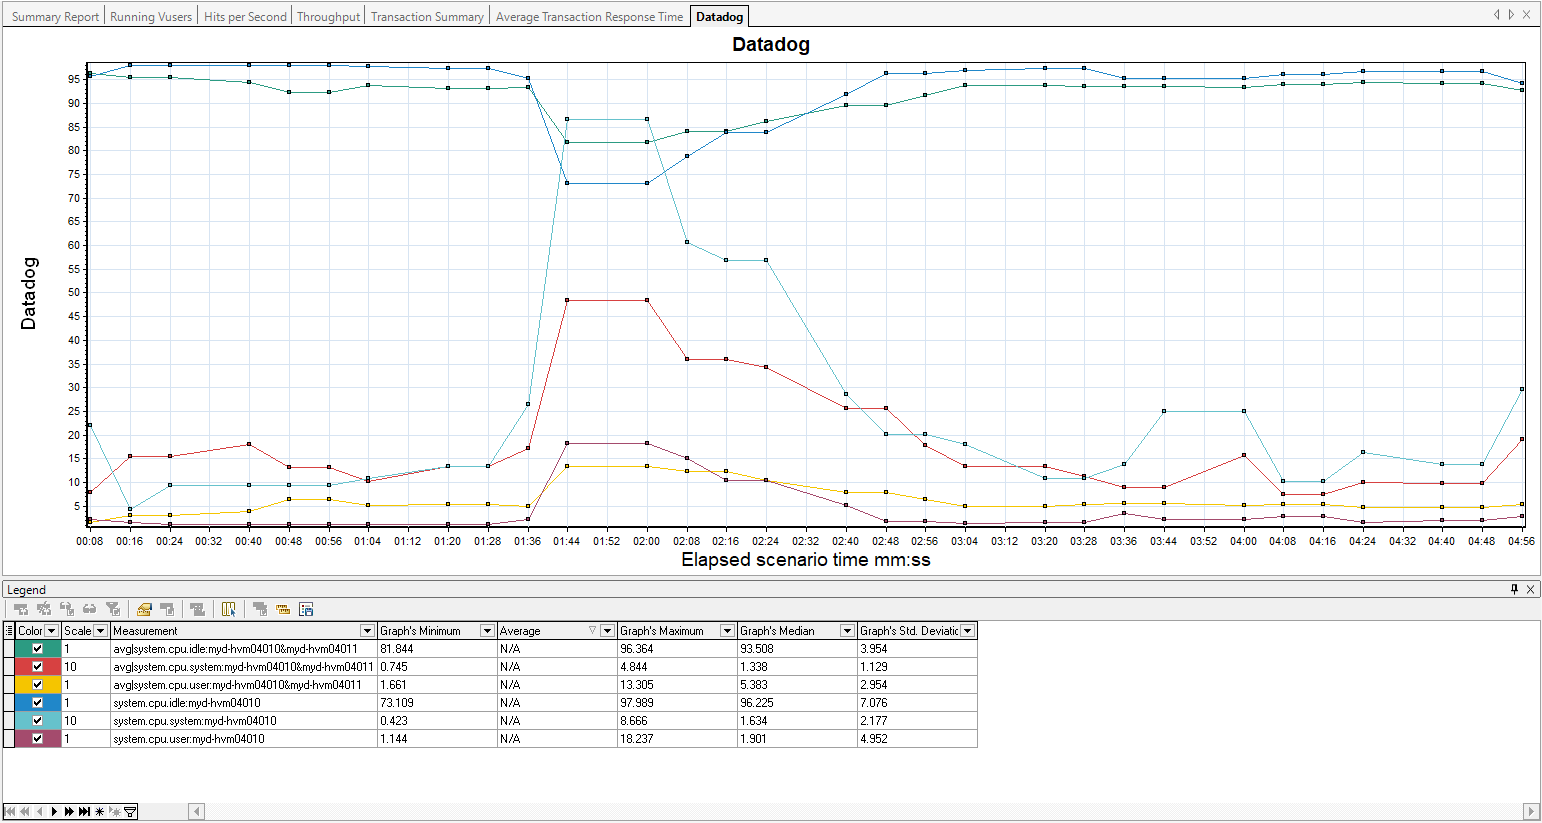 Summary Report Running Vusers Hits per Second Throughput Transaction Summary Average Transaction Response Time Datadog
Datadog
Datadog
95
90
85
80
75
70
65
60
55
50
45
40
35
30
25
20
15
10
5
00:08 00:16 00:24 00:32 00:40 00:48 00:56 01:04 01:12 01:20 01:28 01:36 01:44 01:52 02:00 02:08 02:16 02:24 02:32 02:40 02:48 02:56 03:04 03:12 03:20 03:28 03:36 03:44 03:52 04:00 04:08 04:16 04:24 04:32 04:40 04:48 04:56
Elapsed scenario time mm:ss
Legend
Color Scale Measurement Graph's Minimum Average Graph's Maximum Graph's Median Graph's Std. Deviatic
1 avg|system.cpu.idle:myd-hvm04010&myd-hvm04011 81.844 N/A 96.364 93.508 3.954
10 avg|system.cpu.system:myd-hvm04010&myd-hvm04011 0.745 N/A 4.844 1.338 1.129
1 avg|system.cpu.user:myd-hvm04010&myd-hvm04011 1.661 N/A 13.305 5.383 2.954
1 system.cpu.idle:myd-hvm04010 73.109 N/A 97.989 96.225 7.076
10 system.cpu.system:myd-hvm04010 0.423 N/A 8.666 1.634 2.177
1 system.cpu.user:myd-hvm04010 1.144 N/A 18.237 1.901 4.952